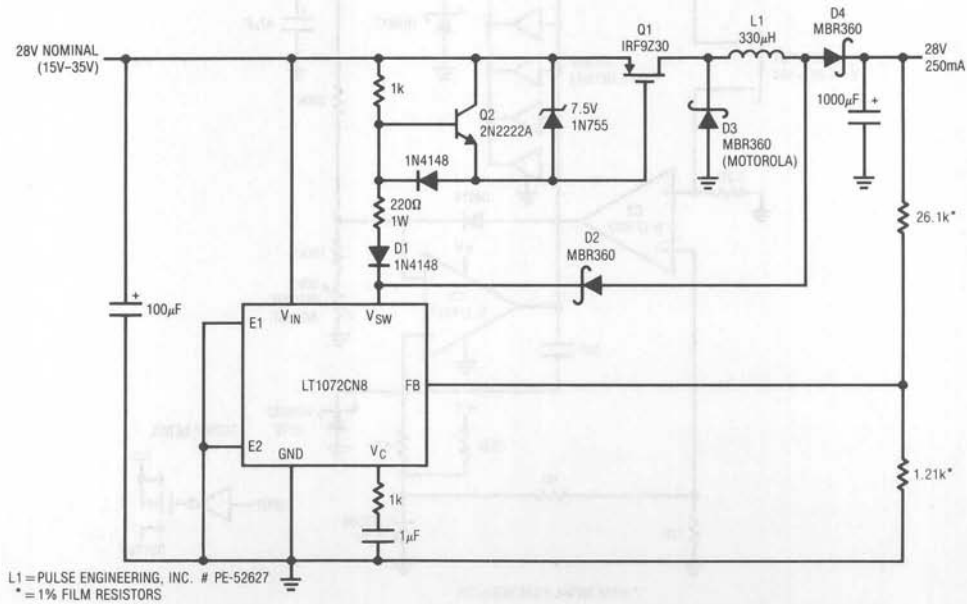 28V NOMINAL
(15V–35V)
1k
Q2
2N2222A
7.5V
1N755
Q1
IRF9Z30
L1
330µH
D4
MBR360
28V
250mA
1000µF
+
D3
MBR360
(MOTOROLA)
1N4148
220Ω
1W
D1
1N4148
D2
MBR360
26.1k*
+
100µF
E1
VIN
VSW
LT1072CN8
FB
E2
GND
VC
1k
1µF
1.21k*
L1 = PULSE ENGINEERING, INC. # PE-52627
* = 1% FILM RESISTORS